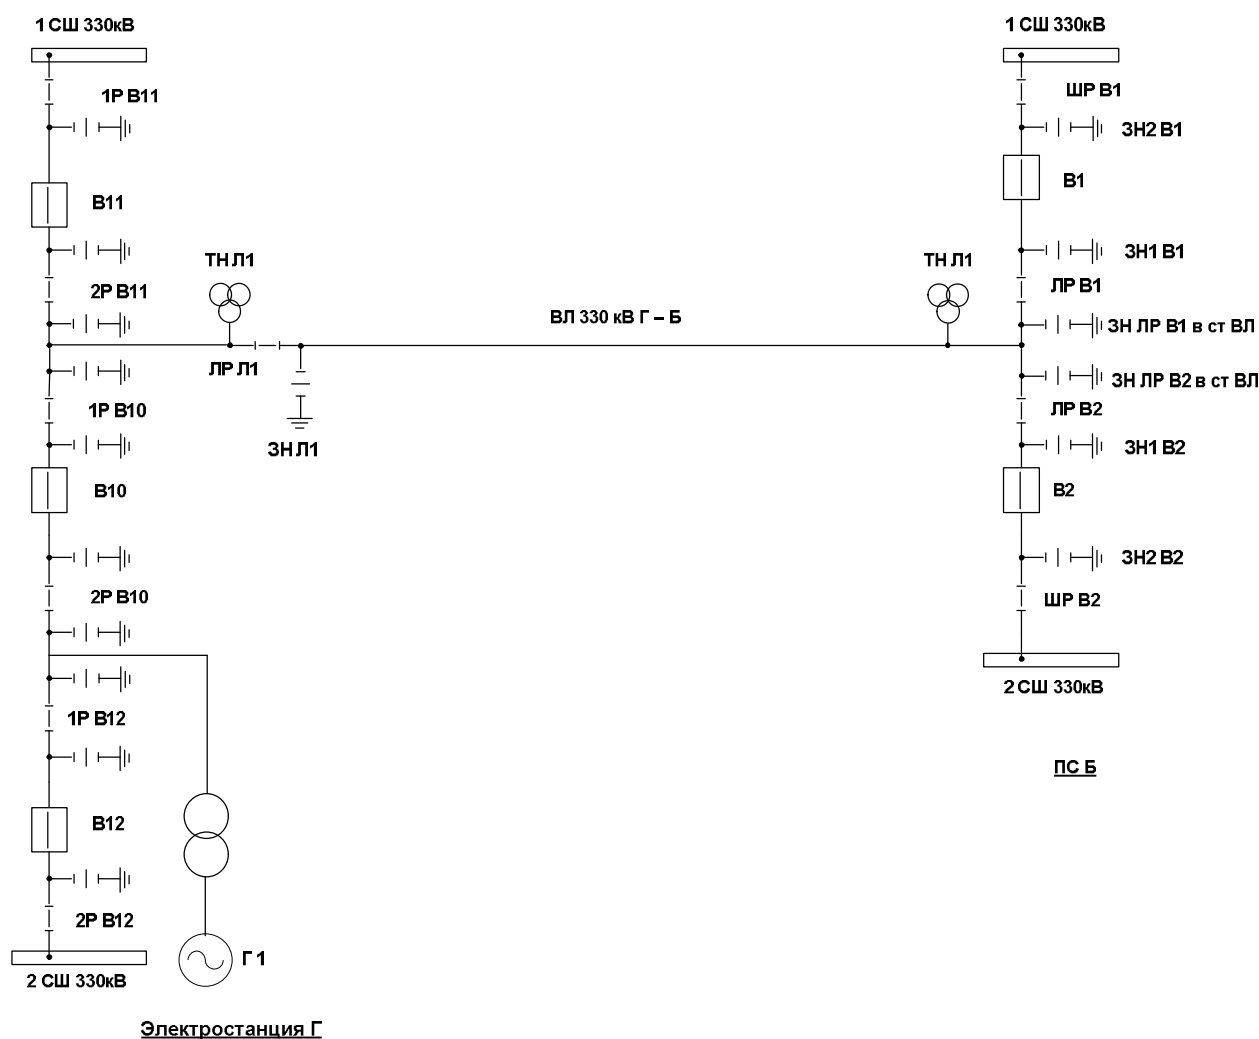 1 СШ 330кВ
1Р В11
В11
2Р В11
ТН Л1
ЛР Л1
ЗН Л1
1Р В10
В10
2Р В10
1Р В12
В12
2Р В12
Г 1
2 СШ 330кВ
Электростанция Г
ВЛ 330 кВ Г – Б
1 СШ 330кВ
ШР В1
ЗН2 В1
В1
ЗН1 В1
ТН Л1
ЛР В1
ЗН ЛР В1 в ст ВЛ
ЗН ЛР В2 в ст ВЛ
ЛР В2
ЗН1 В2
В2
ЗН2 В2
ШР В2
2 СШ 330кВ
ПС Б